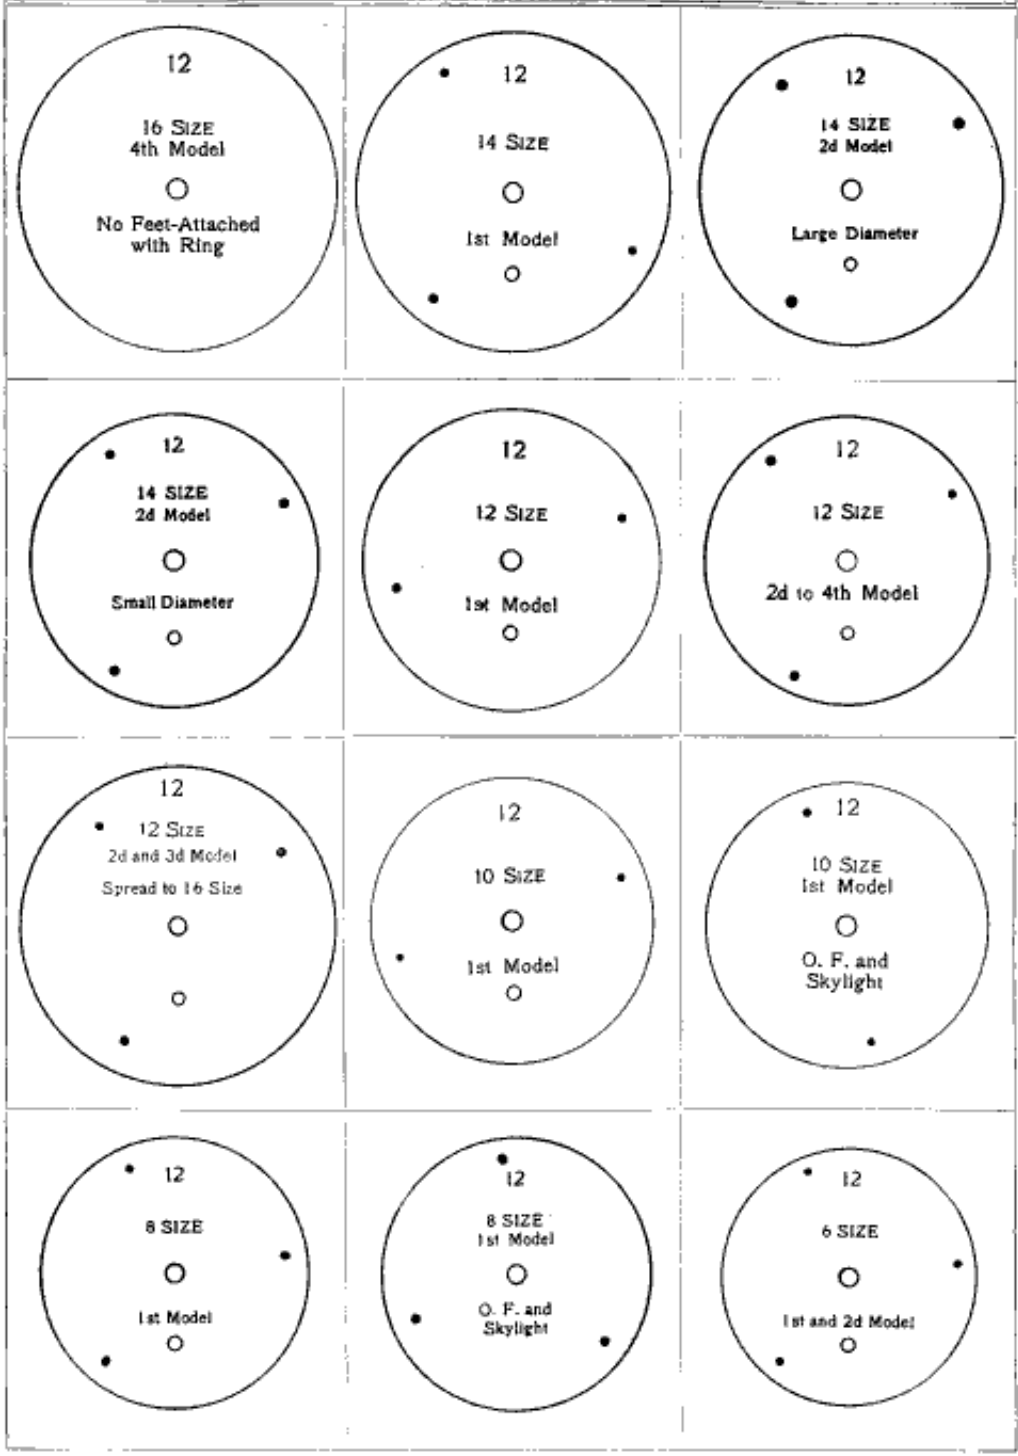 12
16 SIZE
4th Model
No Feet-Attached
with Ring
12
14 SIZE
1st Model
12
14 SIZE
2d Model
Large Diameter
12
14 SIZE
2d Model
Small Diameter
12
12 SIZE
1st Model
12
12 SIZE
2d to 4th Model
12
12 SIZE
2d and 3d Model
Spread to 16 Size
12
10 SIZE
1st Model
12
10 SIZE
1st Model
O. F. and
Skylight
12
8 SIZE
1st Model
12
8 SIZE
1st Model
O. F. and
Skylight
12
6 SIZE
1st and 2d Model